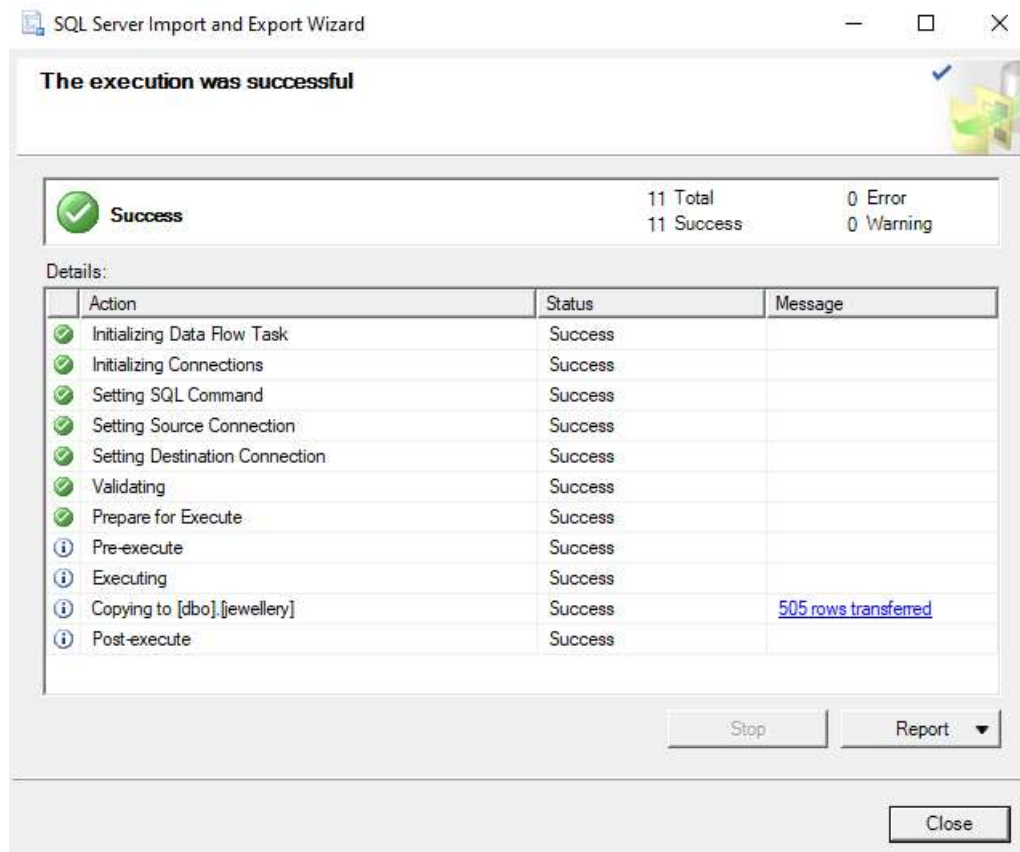 SQL Server Import and Export Wizard
The execution was successful
Success
11 Total
0 Error
11 Success
0 Warning
Details:
Action Status Message
Initializing Data Flow Task Success
Initializing Connections Success
Setting SQL Command Success
Setting Source Connection Success
Setting Destination Connection Success
Validating Success
Prepare for Execute Success
Pre-execute Success
Executing Success
Copying to [dbo].[jewellery] Success 505 rows transferred
Post-execute Success
Stop Report
Close